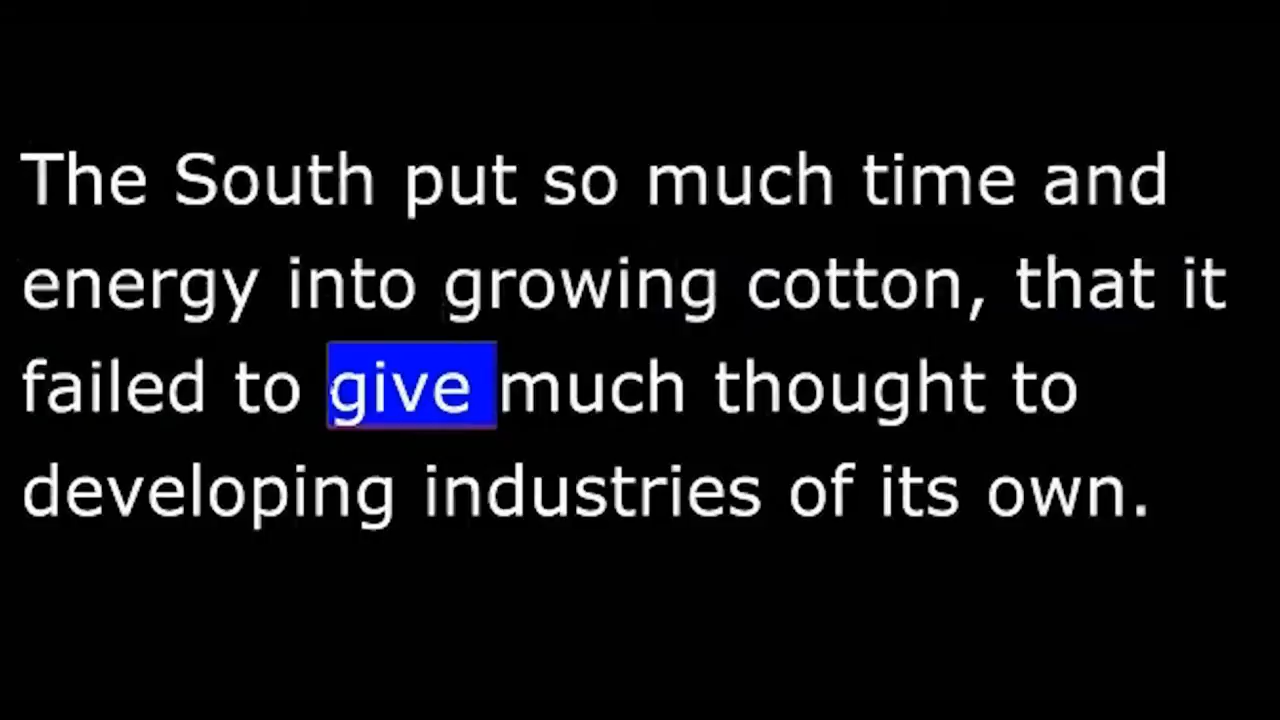 The South put so much time and
energy into growing cotton, that it
failed to give much thought to
developing industries of its own.